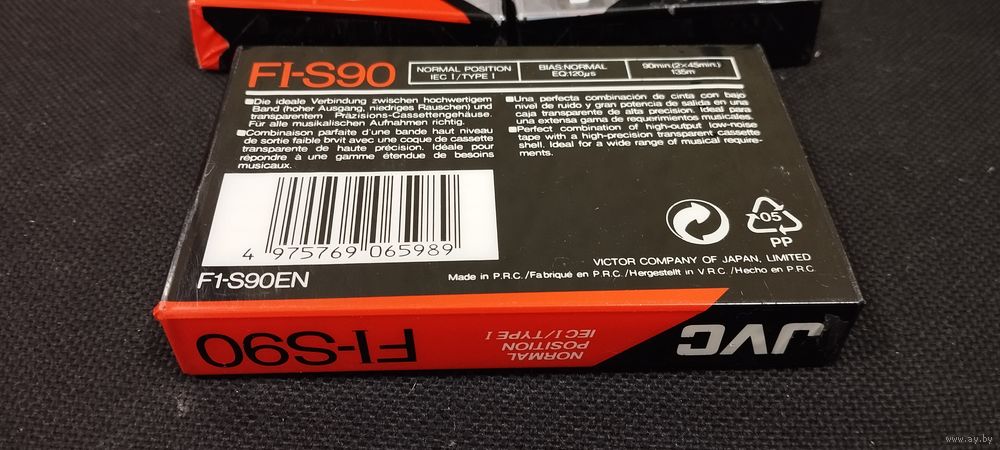 FI-S90
NORMAL POSITION
IEC I/TYPE I
BIAS:NORMAL
EQ:120µs
90min.(2×45min.)
135m
Die ideale Verbindung zwischen hochwertigem
Band (hoher Ausgang, niedriges Rauschen) und
transparentem Präzisions-Cassettengehäuse.
Für alle musikalischen Aufnahmen richtig.
Combinaison parfaite d'une bande haut niveau
de sortie faible brvit avec une coque de cassette
transparente de haute précision. Idéale pour
répondre à une gamme étendue de besoins
musicaux.
Una perfecta combinación de cinta con bajo
nivel de ruido y gran potencia de salida en una
caja transparente de alta precisión. Ideal para
una extensa gama de requerimientos musicales.
Perfect combination of high-output low-noise
tape with a high-precision transparent cassette
shell. Ideal for a wide range of musical require-
ments.
4 975769 065989
F1-S90EN
05
PP
VICTOR COMPANY OF JAPAN, LIMITED
Made in P.R.C./Fabriqué en P.R.C./Hergestellt in V.R.C./Hecho en P.R.C.
FI-S90
NORMAL
POSITION
IEC I/TYPE I
JVC
www.ay.by